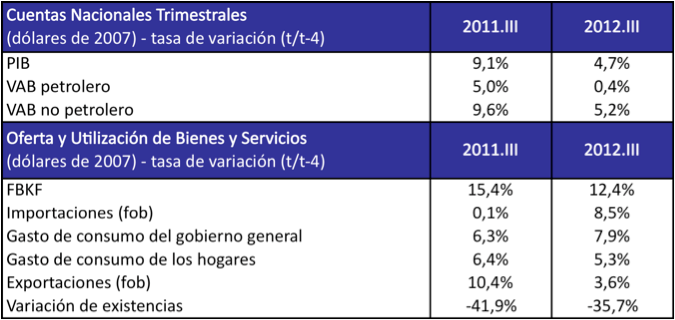 Cuentas Nacionales Trimestrales
(dólares de 2007) - tasa de variación (t/t-4) 2011.III 2012.III
PIB 9,1% 4,7%
VAB petrolero 5,0% 0,4%
VAB no petrolero 9,6% 5,2%
Oferta y Utilización de Bienes y Servicios
(dólares de 2007) - tasa de variación (t/t-4) 2011.III 2012.III
FBKF 15,4% 12,4%
Importaciones (fob) 0,1% 8,5%
Gasto de consumo del gobierno general 6,3% 7,9%
Gasto de consumo de los hogares 6,4% 5,3%
Exportaciones (fob) 10,4% 3,6%
Variación de existencias -41,9% -35,7%